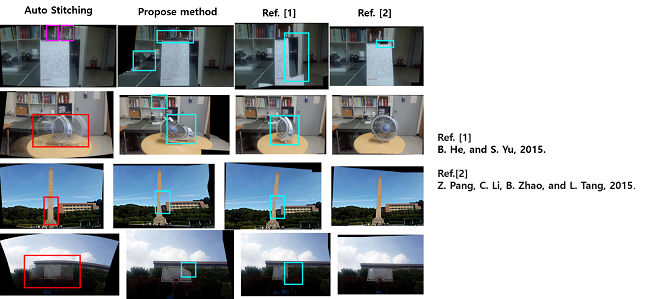 Auto Stitching Propose method Ref. [1] Ref. [2]
Ref. [1]
B. He, and S. Yu, 2015.
Ref.[2]
Z. Pang, C. Li, B. Zhao, and L. Tang, 2015.